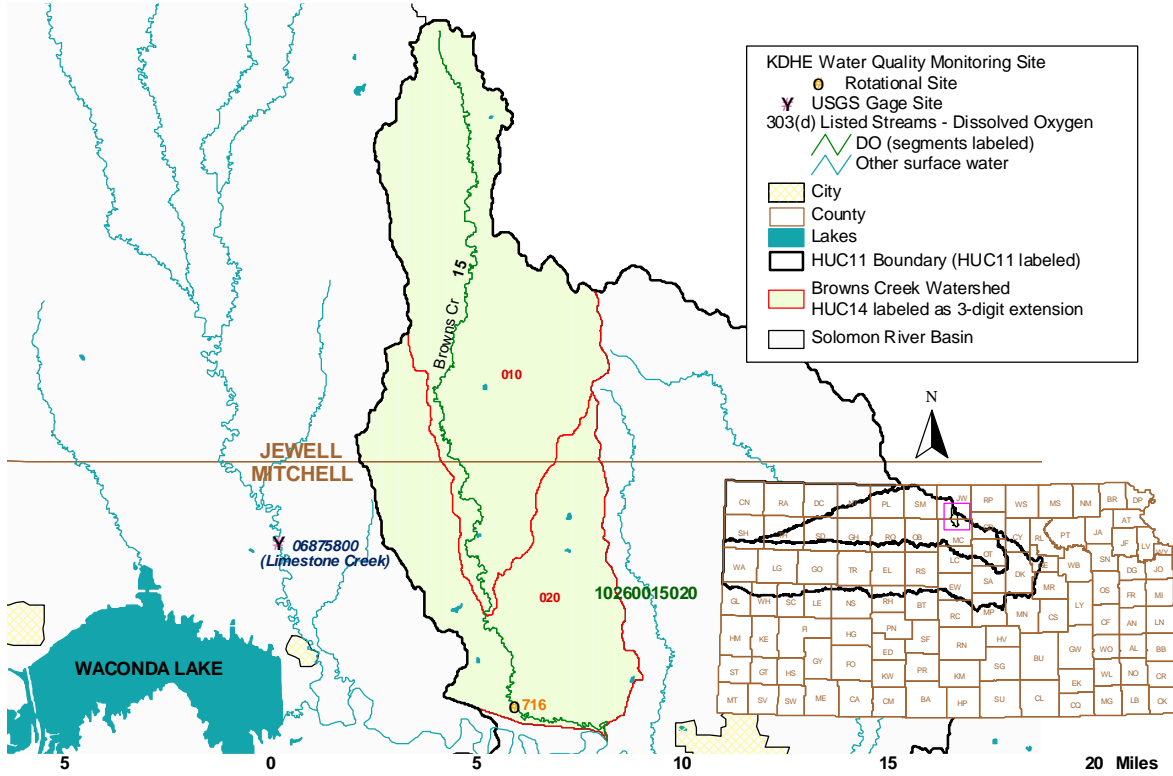 KDHE Water Quality Monitoring Site
Rotational Site
USGS Gage Site
303(d) Listed Streams - Dissolved Oxygen
DO (segments labeled)
Other surface water
City
County
Lakes
HUC11 Boundary (HUC11 labeled)
Browns Creek Watershed
HUC14 labeled as 3-digit extension
Solomon River Basin
15
Browns Cr
010
N
JEWELL
MITCHELL
06875800
(Limestone Creek)
020
10260015020
WACONDA LAKE
716
CN RA DC PL SM JW RP WS MS NM BR DP
AT
SH SD GH RO OB MC CY RL PT JA JF LV WY
WA LG GO TR EL RS LC OT EW SA DK WB SN DG JO
GL WH SC LE NS RH BT RC MP MN MR CS LY OS FR MI
HM KE FI HG PN ED SF RN HV BU GW CF AN LN
WO AL BB
ST GT HS GY FO KW PR KM SG EK WL NO CR
MT SV SW ME CA CM BA HP SU CL CQ MG LB CK
5 0 5 10 15 20 Miles